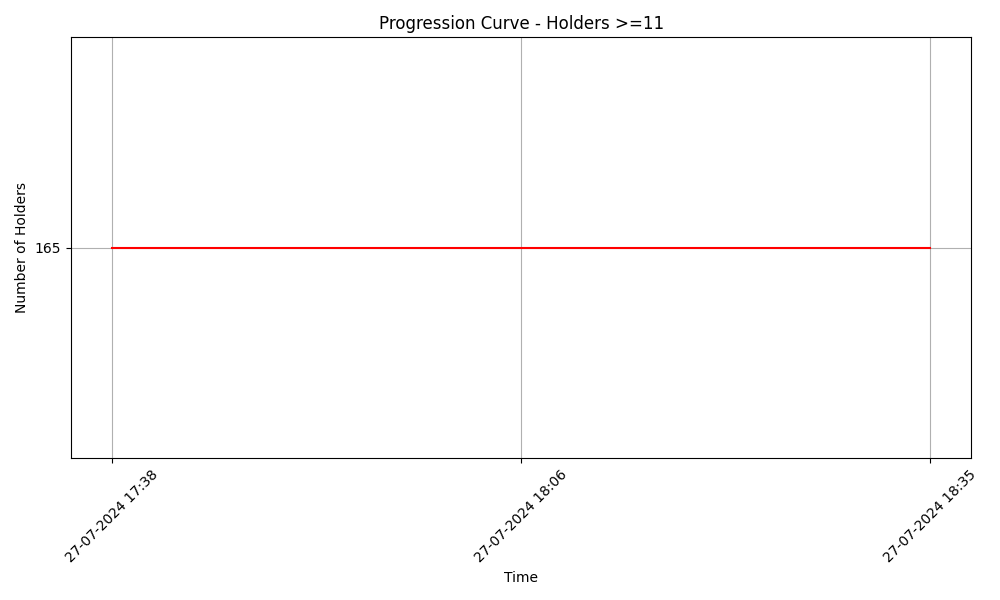 Progression Curve - Holders >=11
Number of Holders
165
27-07-2024 17:38
27-07-2024 18:06
27-07-2024 18:35
Time